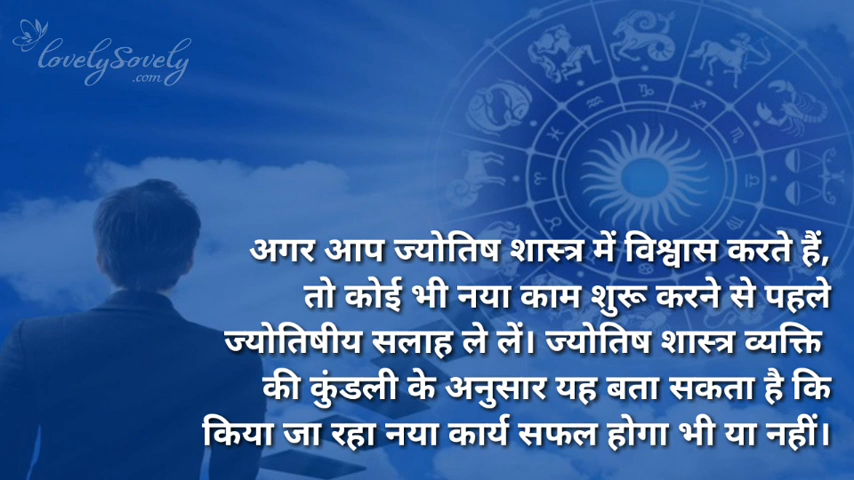 lovelySovely
.com
अगर आप ज्योतिष शास्त्र में विश्वास करते हैं,
तो कोई भी नया काम शुरू करने से पहले
ज्योतिषीय सलाह ले लें। ज्योतिष शास्त्र व्यक्ति
की कुंडली के अनुसार यह बता सकता है कि
किया जा रहा नया कार्य सफल होगा भी या नहीं।